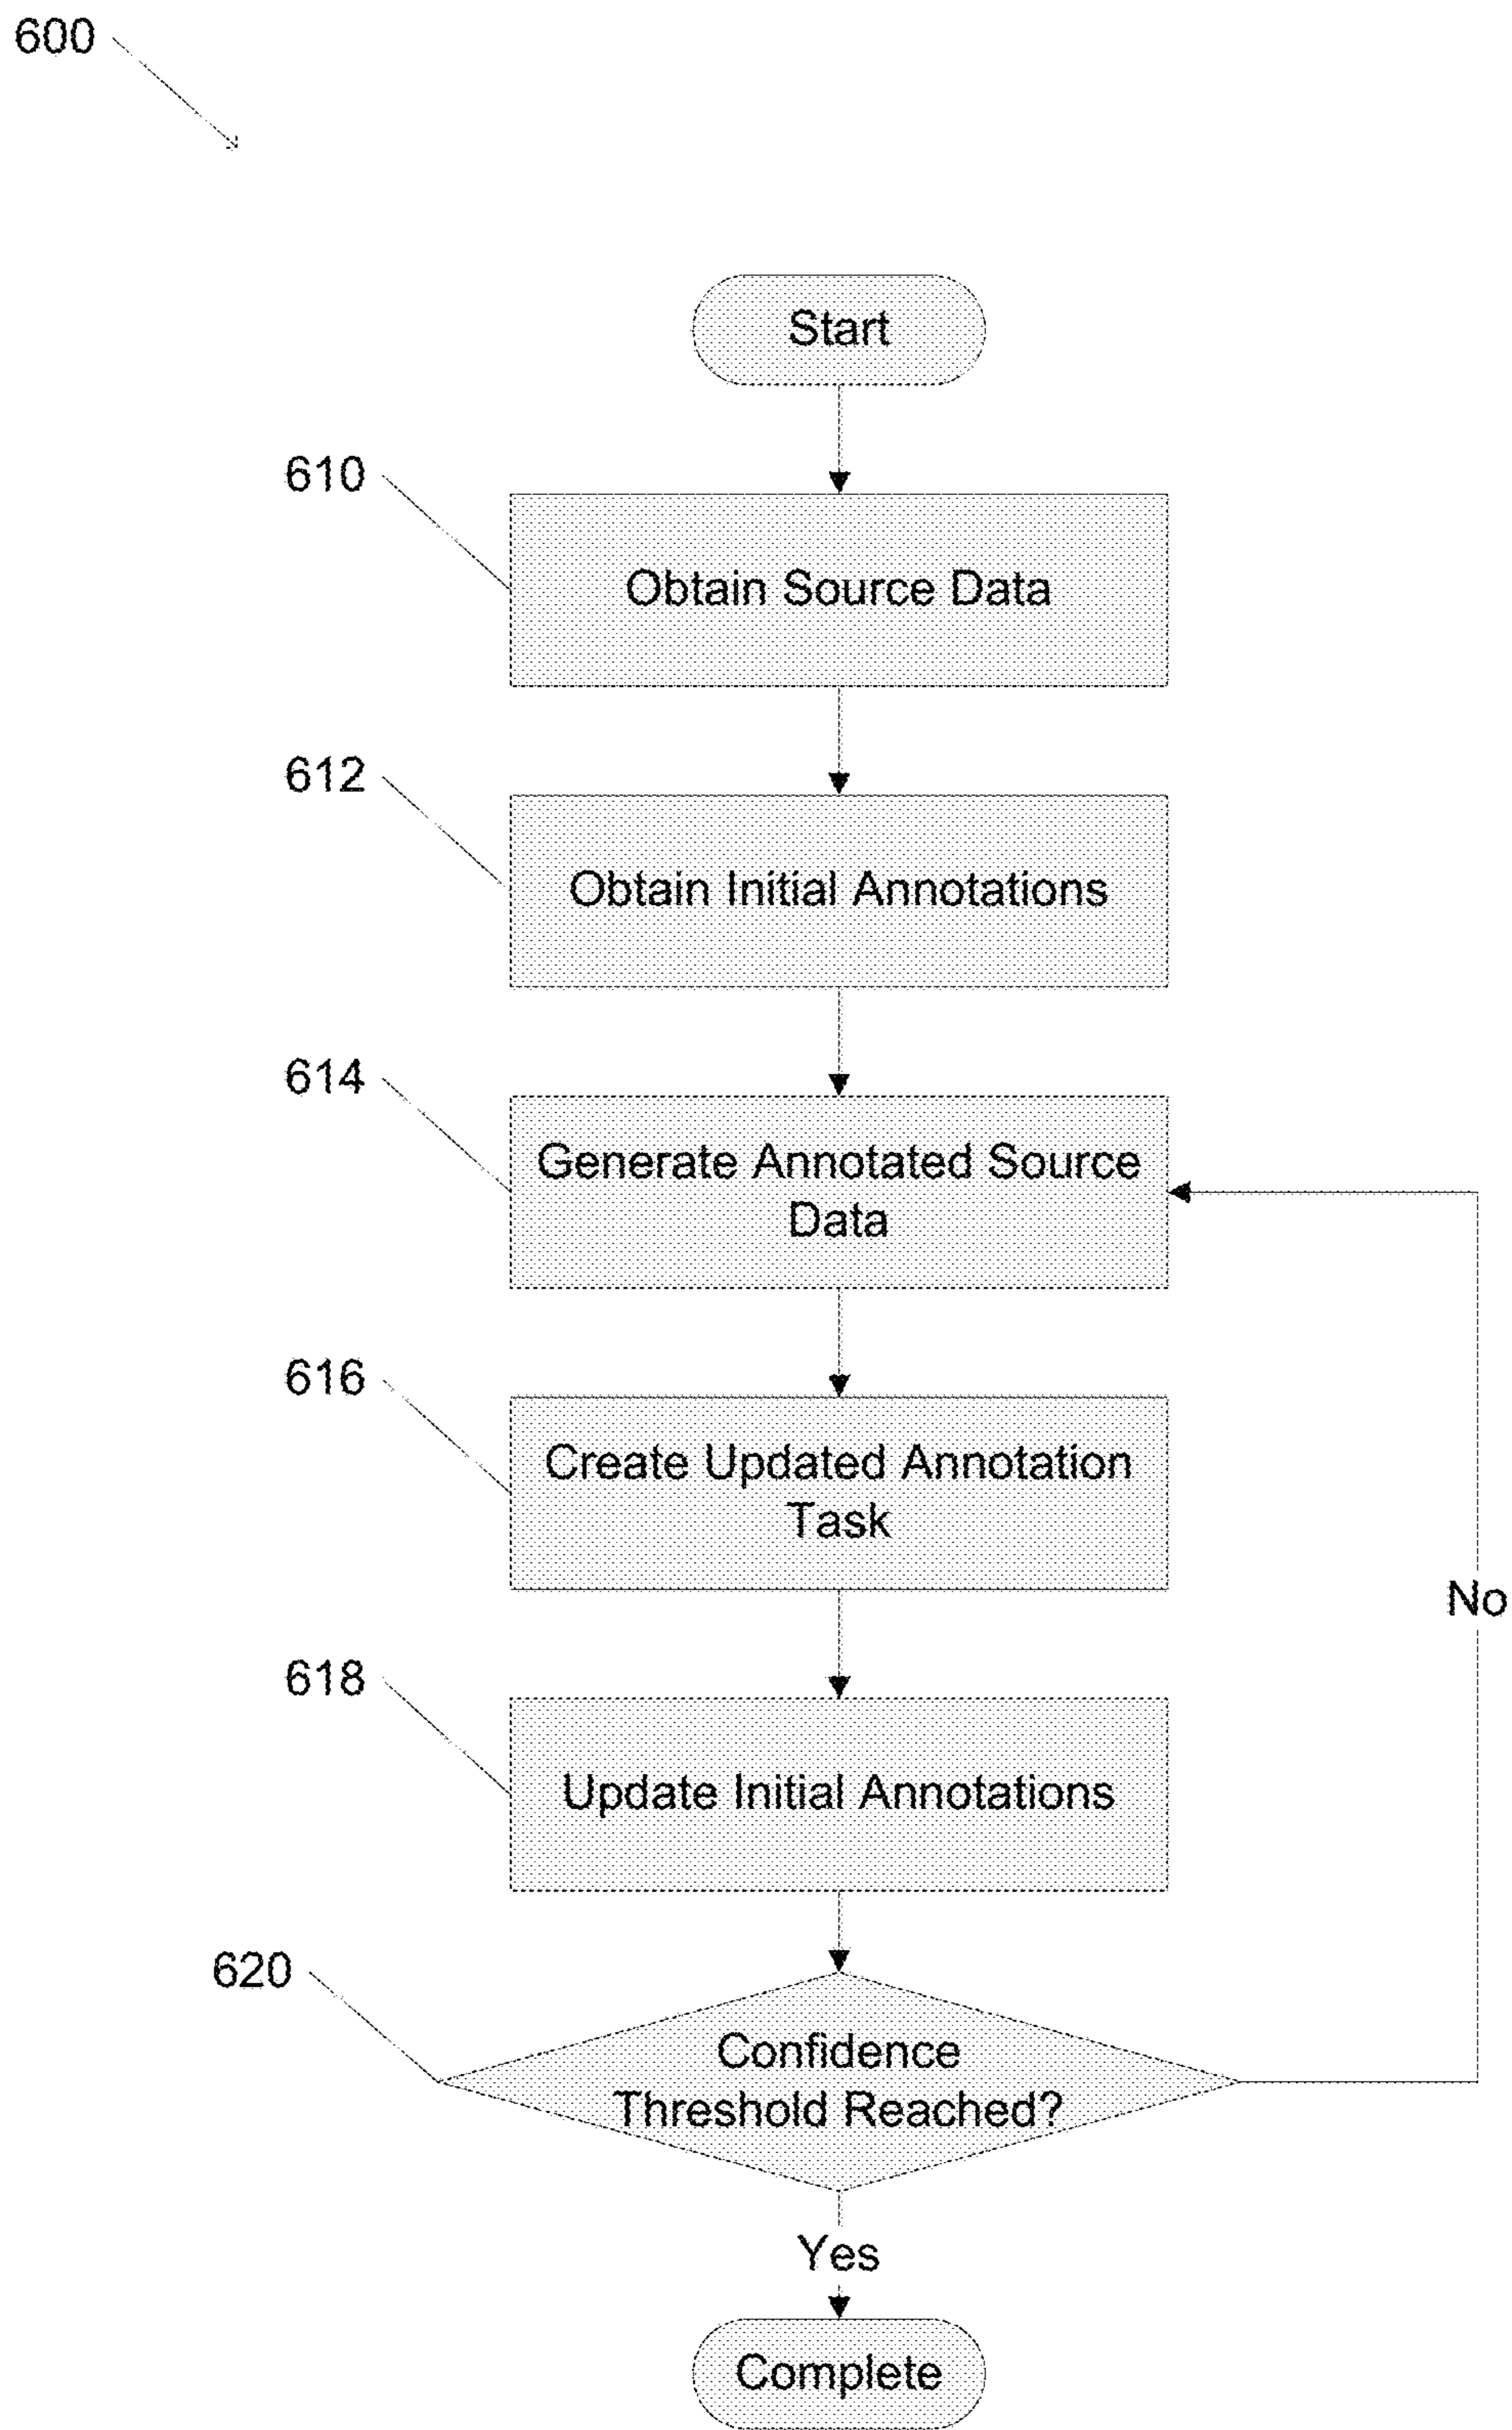 600
Start
610
Obtain Source Data
612
Obtain Initial Annotations
614
Generate Annotated Source
Data
616
Create Updated Annotation
Task
No
618
Update Initial Annotations
620
Confidence
Threshold Reached?
Yes
Complete